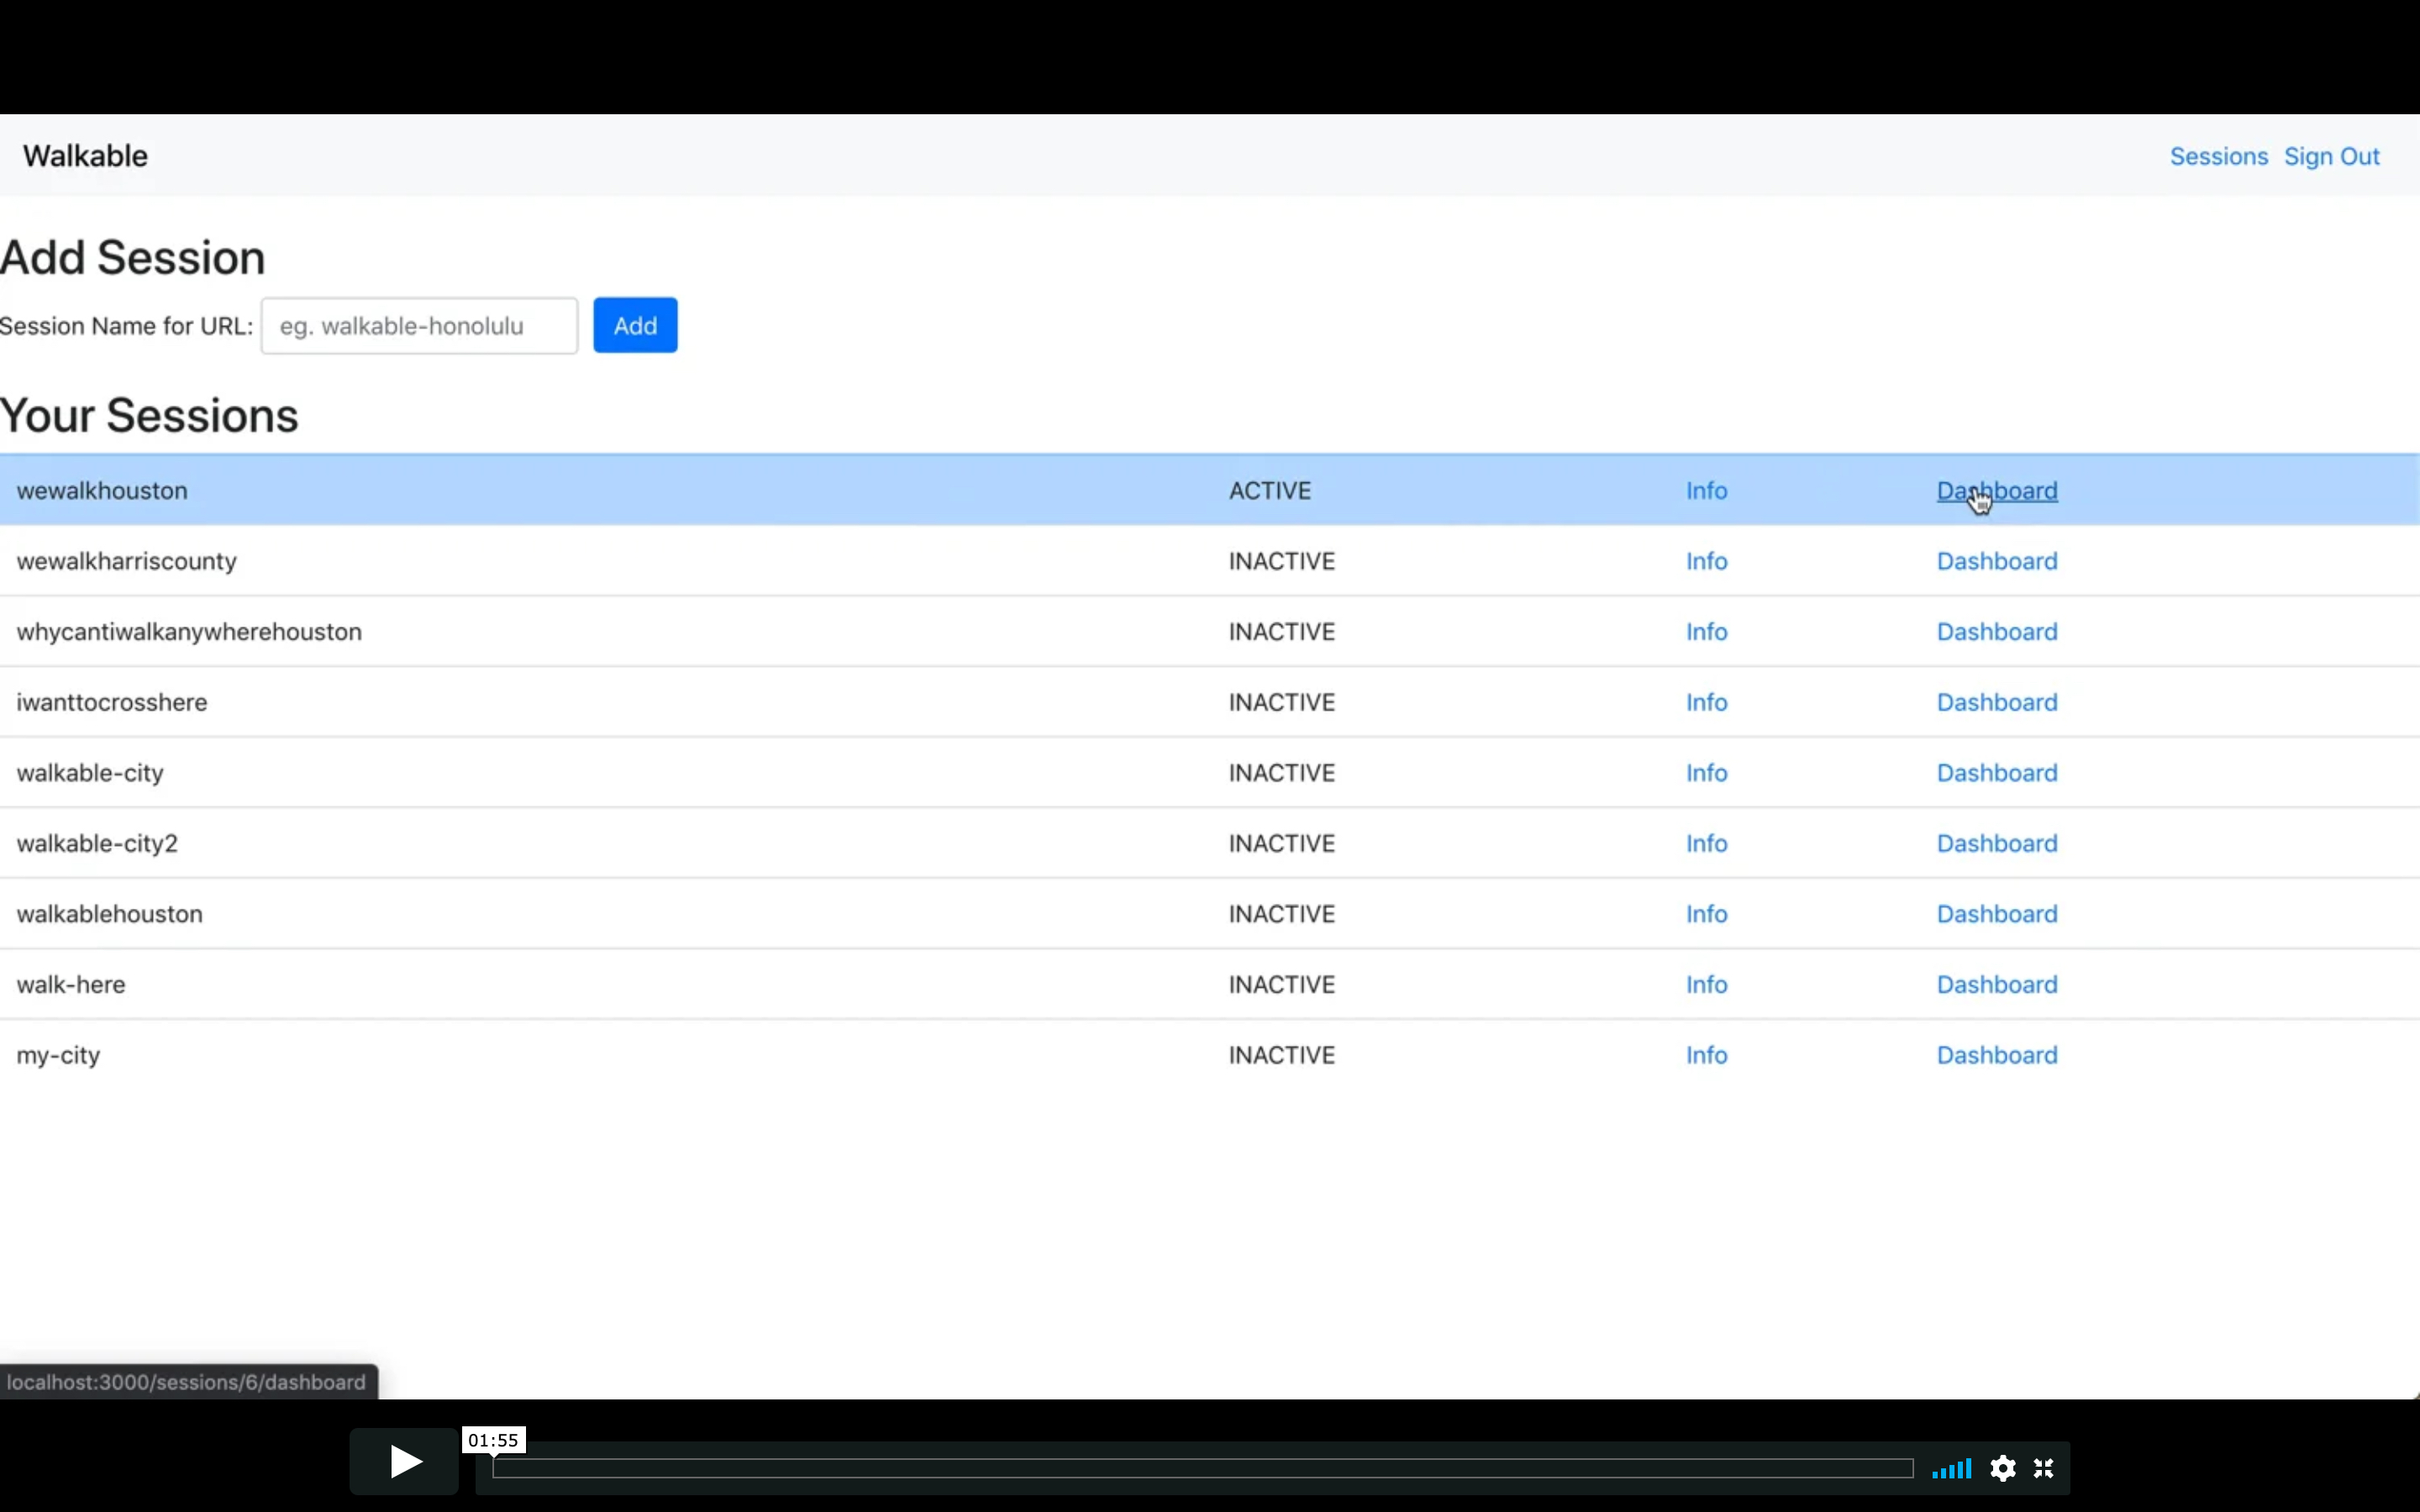 Walkable Sessions Sign Out
Add Session
Session Name for URL: eg. walkable-honolulu Add
Your Sessions
wewalkhouston ACTIVE Info Dashboard
wewalkharriscounty INACTIVE Info Dashboard
whycantiwalkanywherehouston INACTIVE Info Dashboard
iwanttocrosshere INACTIVE Info Dashboard
walkable-city INACTIVE Info Dashboard
walkable-city2 INACTIVE Info Dashboard
walkablehouston INACTIVE Info Dashboard
walk-here INACTIVE Info Dashboard
my-city INACTIVE Info Dashboard
localhost:3000/sessions/6/dashboard
01:55